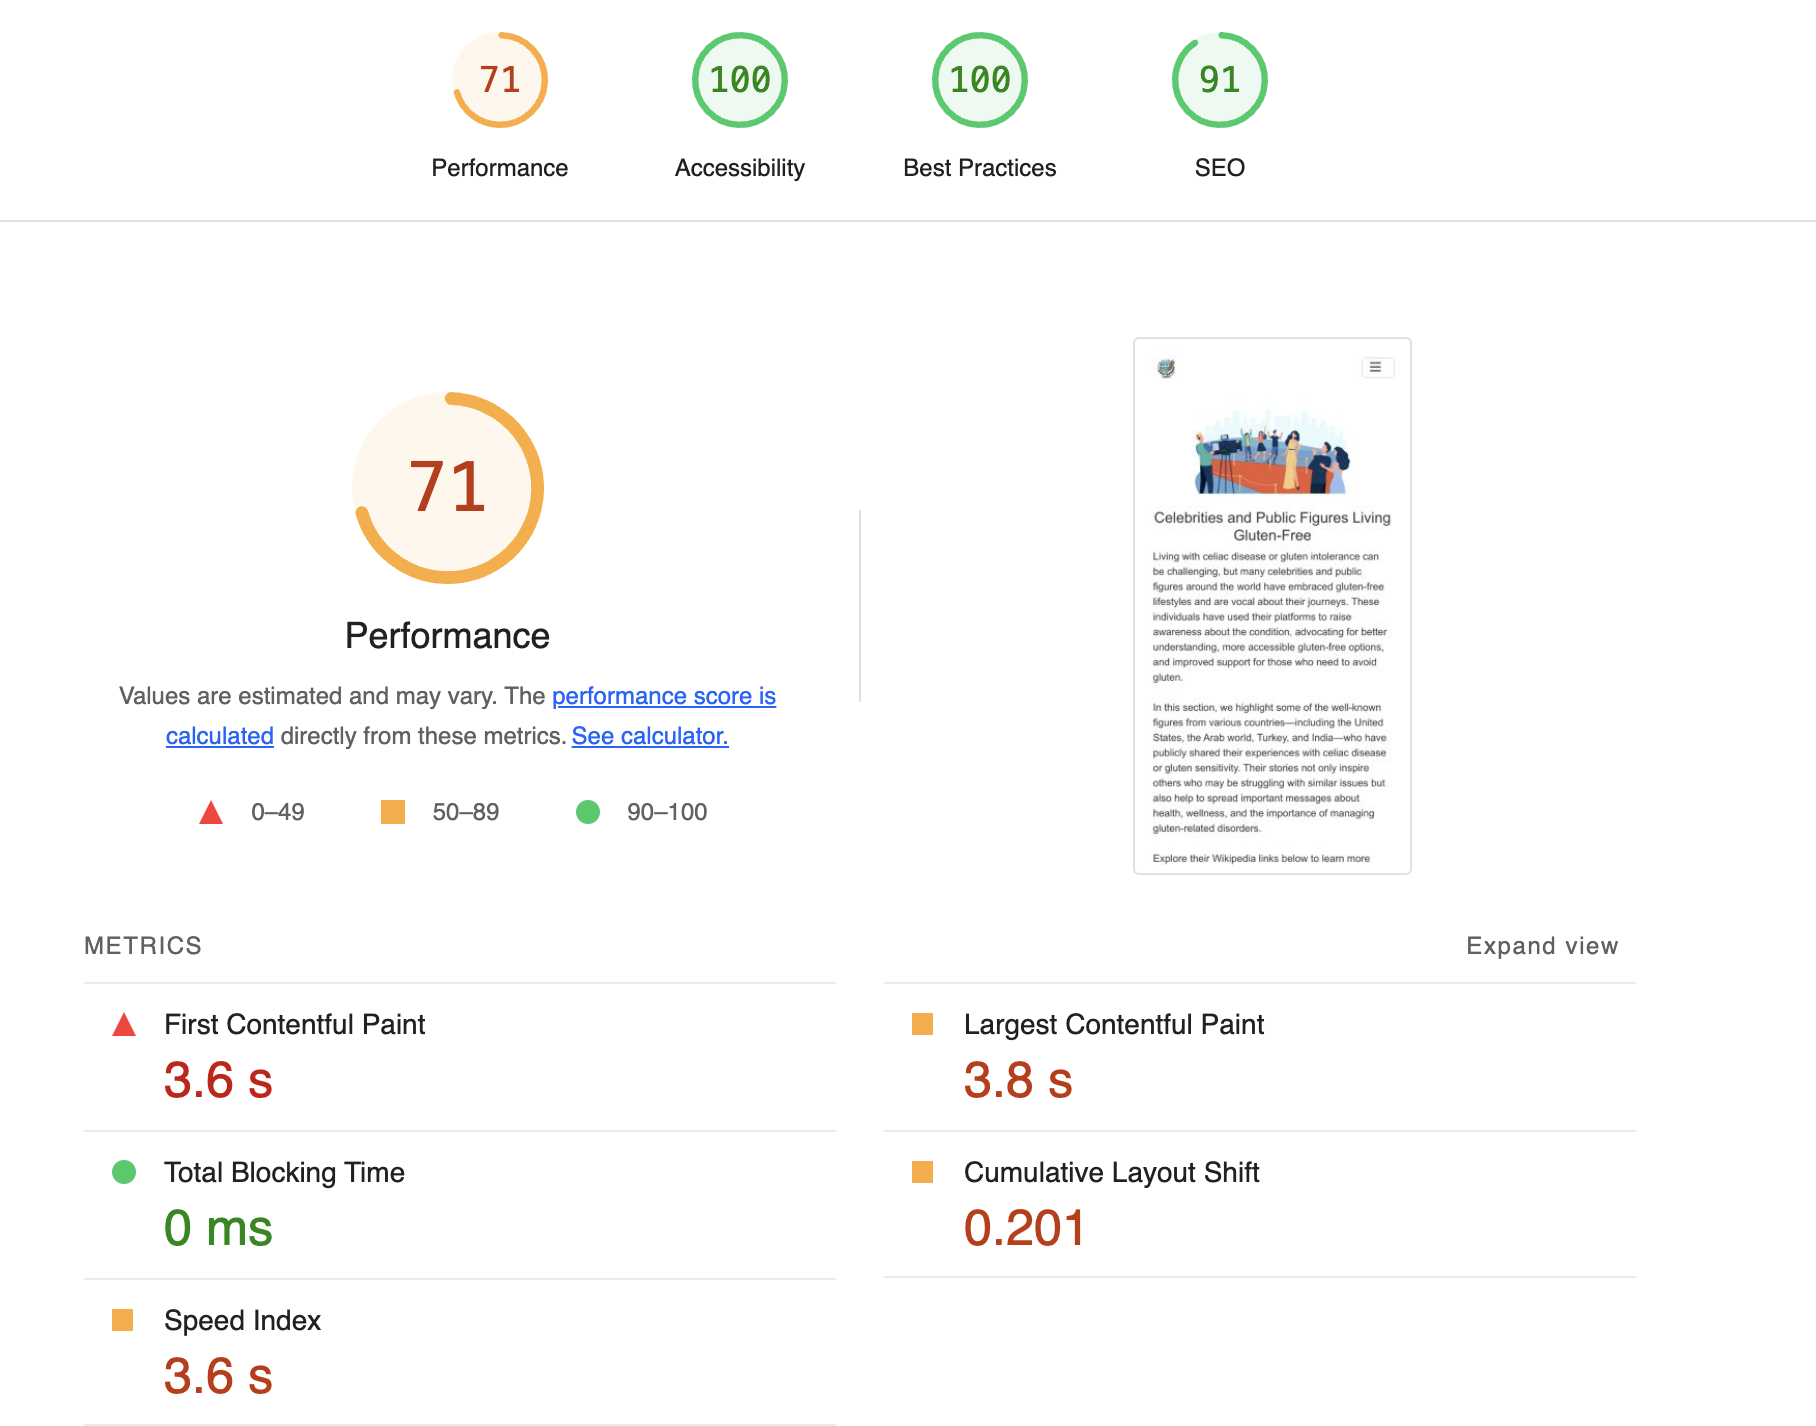 71
100
100
91
Performance
Accessibility
Best Practices
SEO
71
Performance
Values are estimated and may vary. The performance score is
calculated directly from these metrics. See calculator.
0–49
50–89
90–100
Celebrities and Public Figures Living
Gluten-Free
Living with celiac disease or gluten intolerance can
be challenging, but many celebrities and public
figures around the world have embraced gluten-free
lifestyles and are vocal about their journeys. These
individuals have used their platforms to raise
awareness about the condition, advocating for better
understanding, more accessible gluten-free options,
and improved support for those who need to avoid
gluten.
In this section, we highlight some of the well-known
figures from various countries—including the United
States, the Arab world, Turkey, and India—who have
publicly shared their experiences with celiac disease
or gluten sensitivity. Their stories not only inspire
others who may be struggling with similar issues but
also help to spread important messages about
health, wellness, and the importance of managing
gluten-related disorders.
Explore their Wikipedia links below to learn more
METRICS
Expand view
First Contentful Paint
3.6 s
Largest Contentful Paint
3.8 s
Total Blocking Time
0 ms
Cumulative Layout Shift
0.201
Speed Index
3.6 s